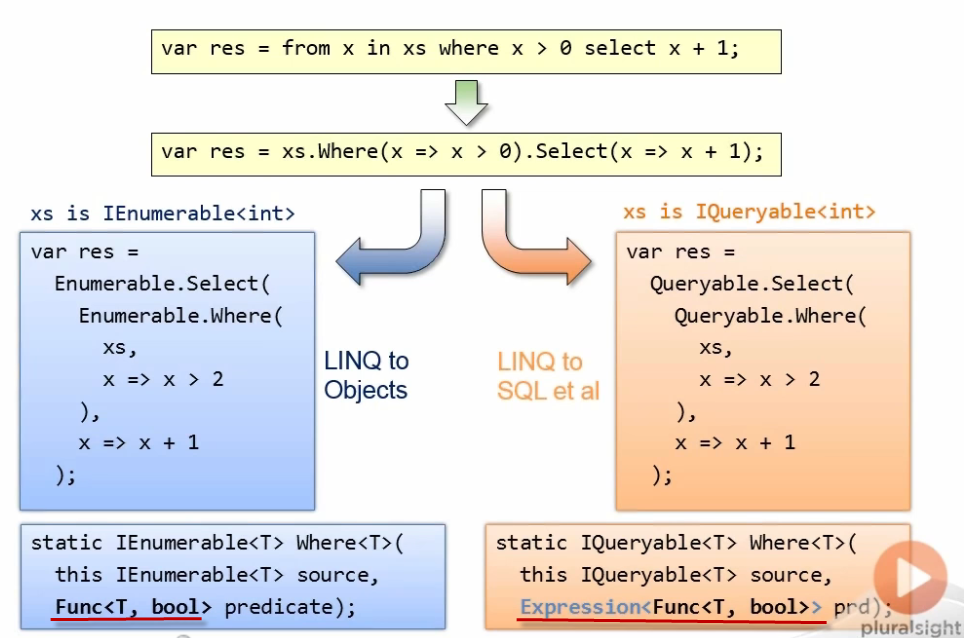 var res = from x in xs where x > 0 select x + 1;
var res = xs.Where(x => x > 0).Select(x => x + 1);
xs is IEnumerable<int>
var res =
Enumerable.Select(
Enumerable.Where(
xs,
x => x > 2
),
x => x + 1
);
LINQ to
Objects
static IEnumerable<T> Where<T>(
this IEnumerable<T> source,
Func<T, bool> predicate);
xs is IQueryable<int>
var res =
Queryable.Select(
Queryable.Where(
xs,
x => x > 2
),
x => x + 1
);
LINQ to
SQL et al
static IQueryable<T> Where<T>(
this IQueryable<T> source,
Expression<Func<T, bool>> prd);
pluralsight